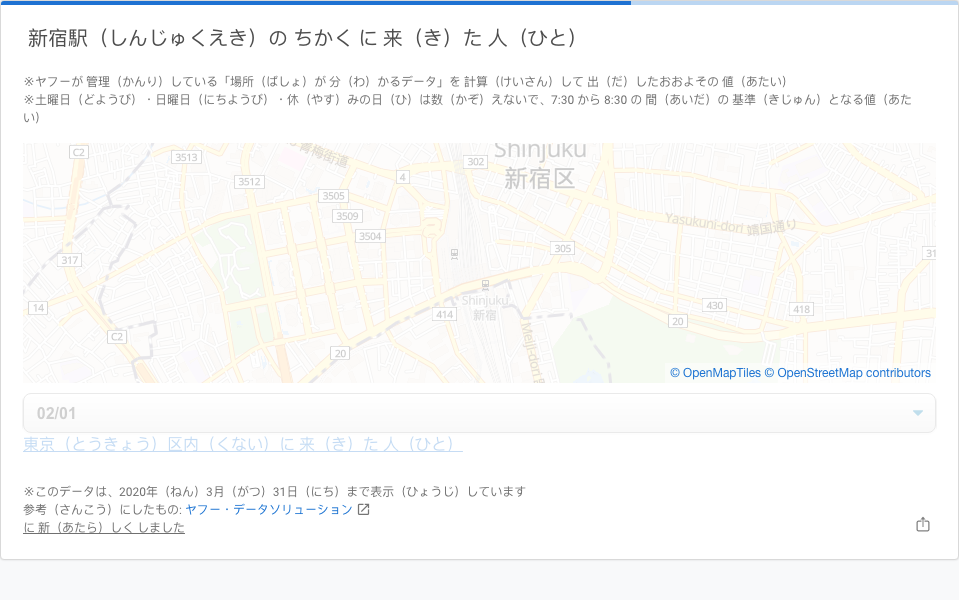 新宿駅（しんじゅくえき）の ちかく に 来（き）た 人（ひと）
※ヤフーが 管理（かんり）している「場所（ばしょ）が 分（わ）かるデータ」を 計算（けいさん）して 出（だ）したおおよその 値（あたい）
※土曜日（どようび）・日曜日（にちようび）・休（やす）みの日（ひ）は数（かぞ）えないで、7:30 から 8:30 の 間（あいだ）の 基準（きじゅん）となる値（あた
い）
Shinjuku
新宿区
C2
3513
302
青梅街道
3512
4
3505
3509
3504
Yasukuni-dori 靖国通り
305
317
31
Shinjuku
新宿
14
414
430
418
20
C2
Meiji-dori 明
20
© OpenMapTiles © OpenStreetMap contributors
02/01
東京（とうきょう）区内（くない）に 来（き）た 人（ひと）
※このデータは、2020年（ねん）3月（がつ）31日（にち）まで表示（ひょうじ）しています
参考（さんこう）にしたもの: ヤフー・データソリューション
に 新（あたら）しく しました